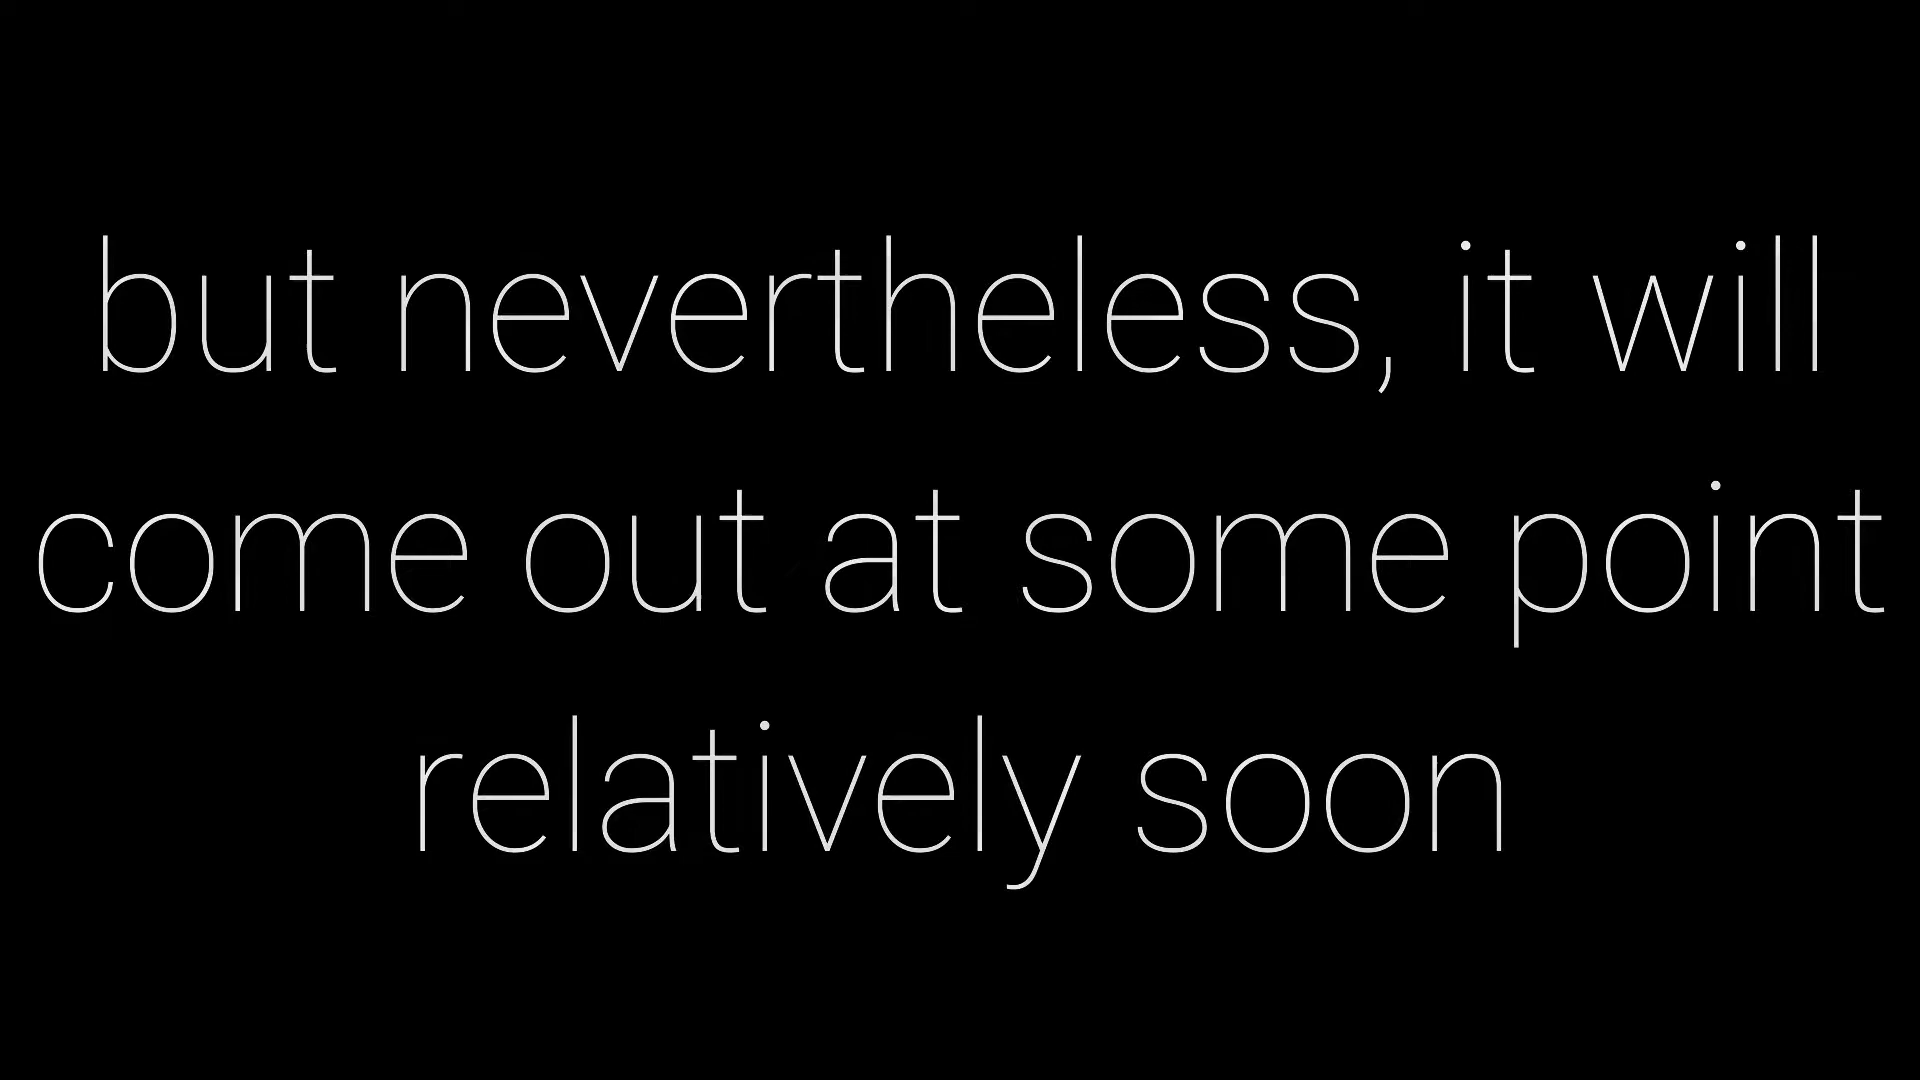 but nevertheless, it will
come out at some point
relatively soon